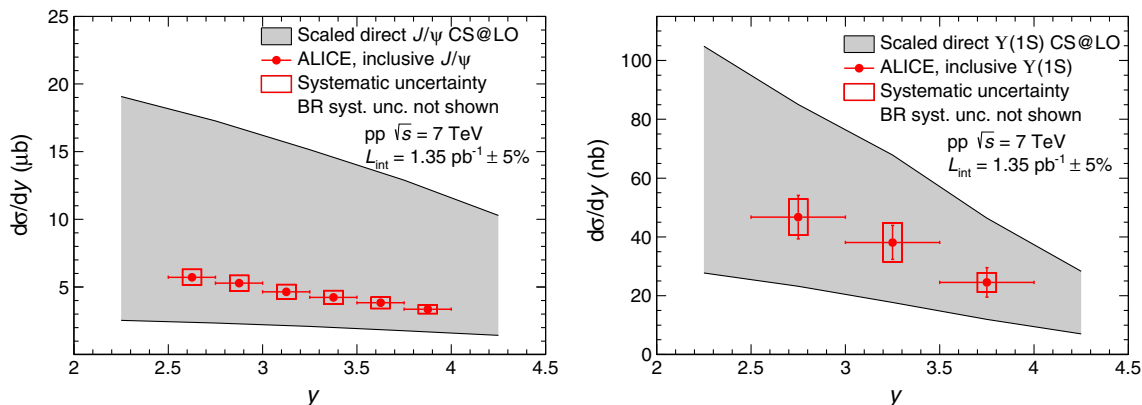 25
20
15
10
5
0
2
2.5
3
3.5
4
4.5
dσ/dy (μb)
y
Scaled direct J/ψ CS@LO
ALICE, inclusive J/ψ
Systematic uncertainty
BR syst. unc. not shown
pp √s = 7 TeV
Lint = 1.35 pb⁻¹ ± 5%
120
100
80
60
40
20
0
2
2.5
3
3.5
4
4.5
dσ/dy (nb)
y
Scaled direct ϒ(1S) CS@LO
ALICE, inclusive ϒ(1S)
Systematic uncertainty
BR syst. unc. not shown
pp √s = 7 TeV
Lint = 1.35 pb⁻¹ ± 5%